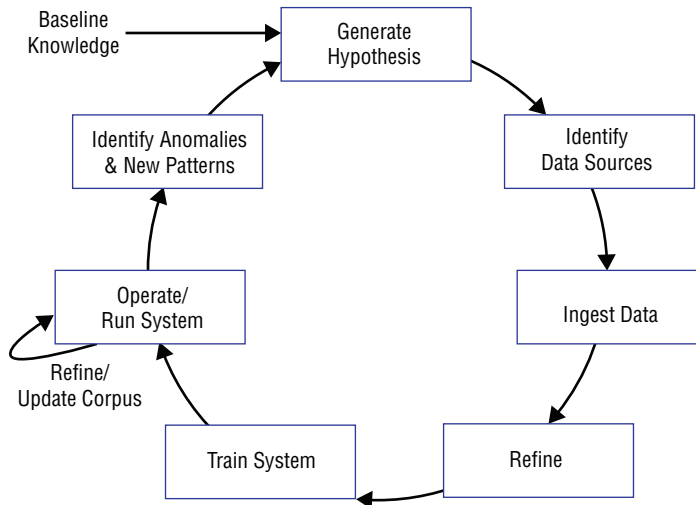 Baseline
Knowledge
Generate
Hypothesis
Identify
Data Sources
Ingest Data
Refine
Train System
Operate/
Run System
Refine/
Update Corpus
Identify Anomalies
& New Patterns